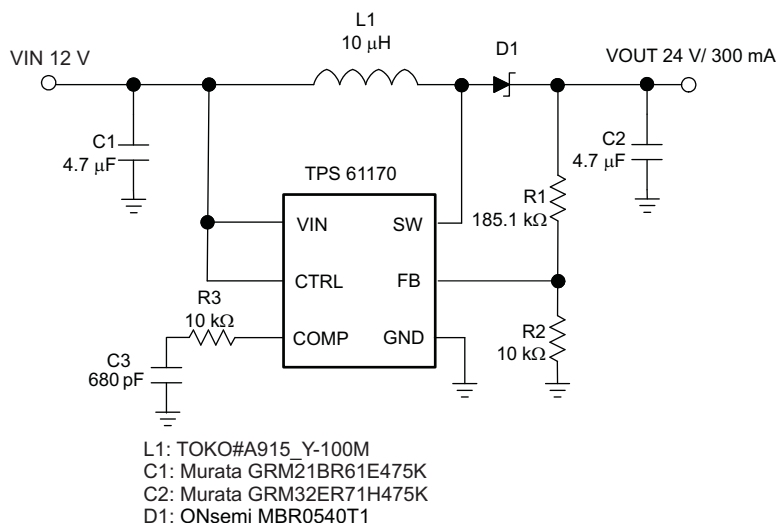 L1
10 μH
D1
VIN 12 V
VOUT 24 V/ 300 mA
C1
4.7 μF
C2
4.7 μF
TPS 61170
R1
185.1 kΩ
VIN
SW
CTRL
FB
R3
10 kΩ
COMP
GND
R2
10 kΩ
C3
680 pF
L1: TOKO#A915_Y-100M
C1: Murata GRM21BR61E475K
C2: Murata GRM32ER71H475K
D1: ONsemi MBR0540T1